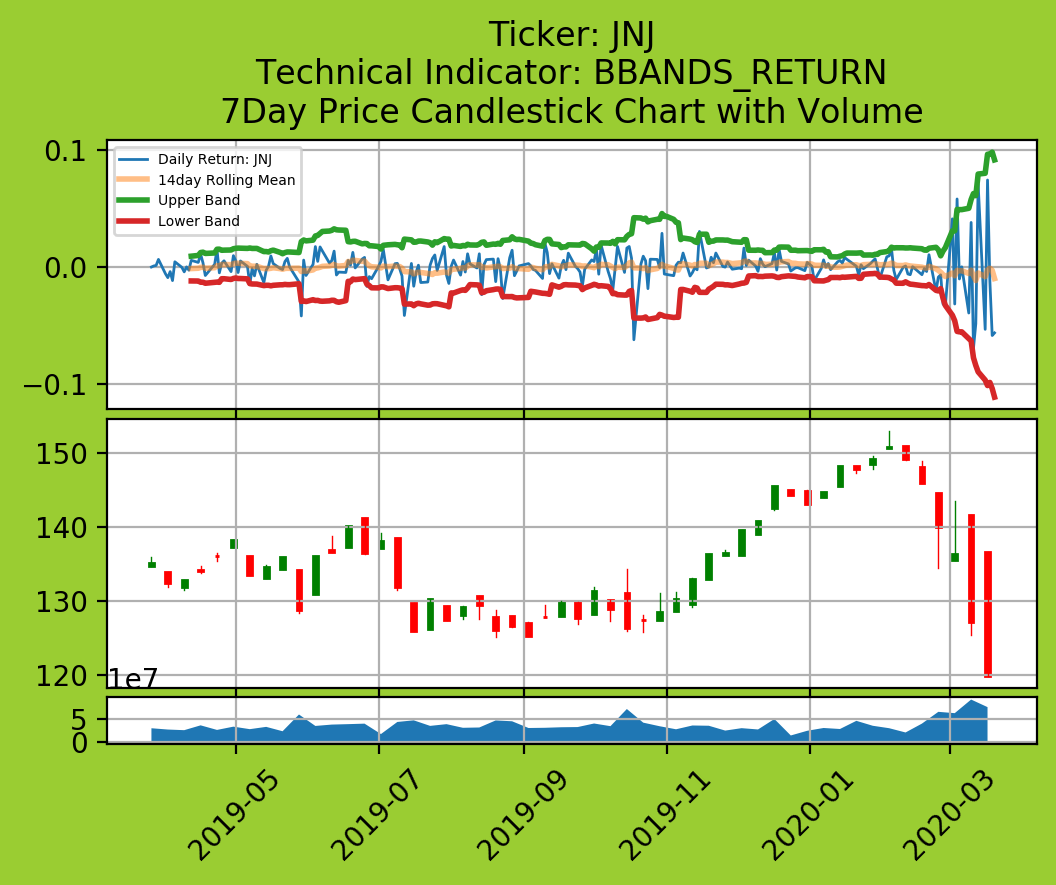 Ticker: JNJ
Technical Indicator: BBANDS_RETURN
7Day Price Candlestick Chart with Volume
0.1
0.0
−0.1
Daily Return: JNJ
14day Rolling Mean
Upper Band
Lower Band
150
140
130
120
1e7
5
0
2019-05
2019-07
2019-09
2019-11
2020-01
2020-03